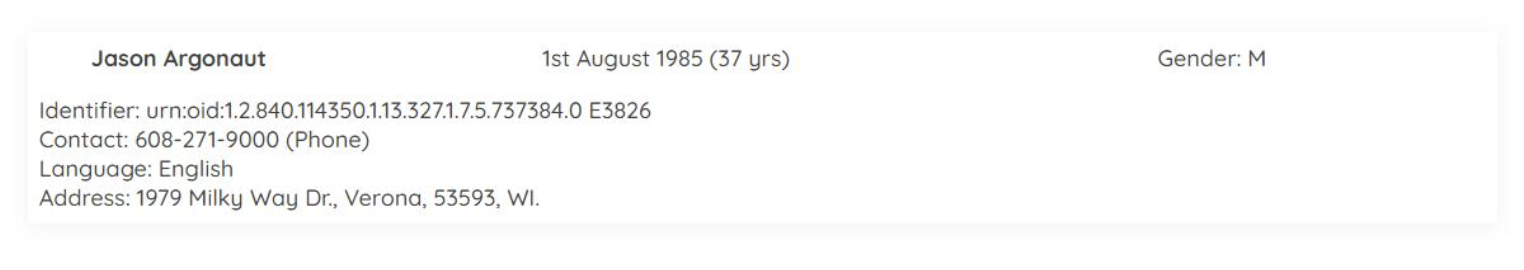 Jason Argonaut 1st August 1985 (37 yrs) Gender: M
Identifier: urn:oid:1.2.840.114350.1.13.327.1.7.5.737384.0 E3826
Contact: 608-271-9000 (Phone)
Language: English
Address: 1979 Milky Way Dr., Verona, 53593, WI.